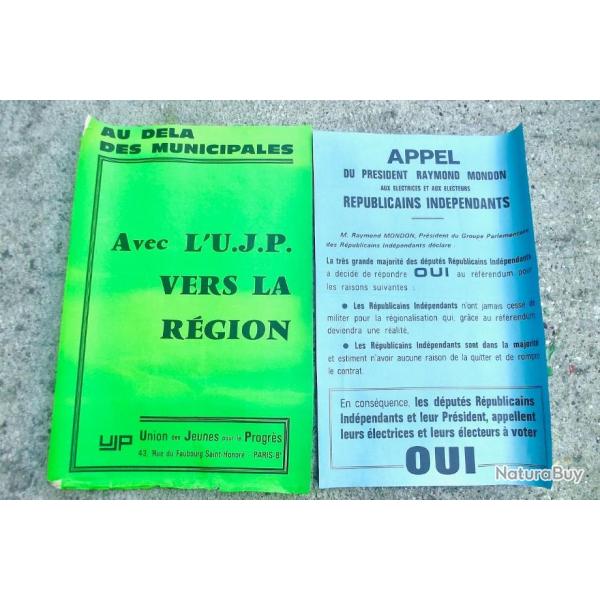 AU DELA
DES MUNICIPALES
Avec L'U.J.P.
VERS LA
RÉGION
UJP Union des Jeunes pour le Progrès
43, Rue du Faubourg Saint-Honoré PARIS-8e
APPEL
DU PRESIDENT RAYMOND MONDON
AUX ELECTRICES ET AUX ELECTEURS
REPUBLICAINS INDEPENDANTS
M. Raymond MONDON, Président du Groupe Parlementaire
des Républicains Indépendants déclare :
La très grande majorité des députés Républicains Indépendants
a décidé de répondre OUI au référendum pour
les raisons suivantes :
● Les Républicains Indépendants n'ont jamais cessé de
militer pour la régionalisation qui, grâce au référendum,
deviendra une réalité,
● Les Républicains Indépendants sont dans la majorité
et estiment n'avoir aucune raison de la quitter et de rompre
le contrat.
En conséquence, les députés Républicains
Indépendants et leur Président, appellent
leurs électrices et leurs électeurs à voter
OUI
NaturaBuy